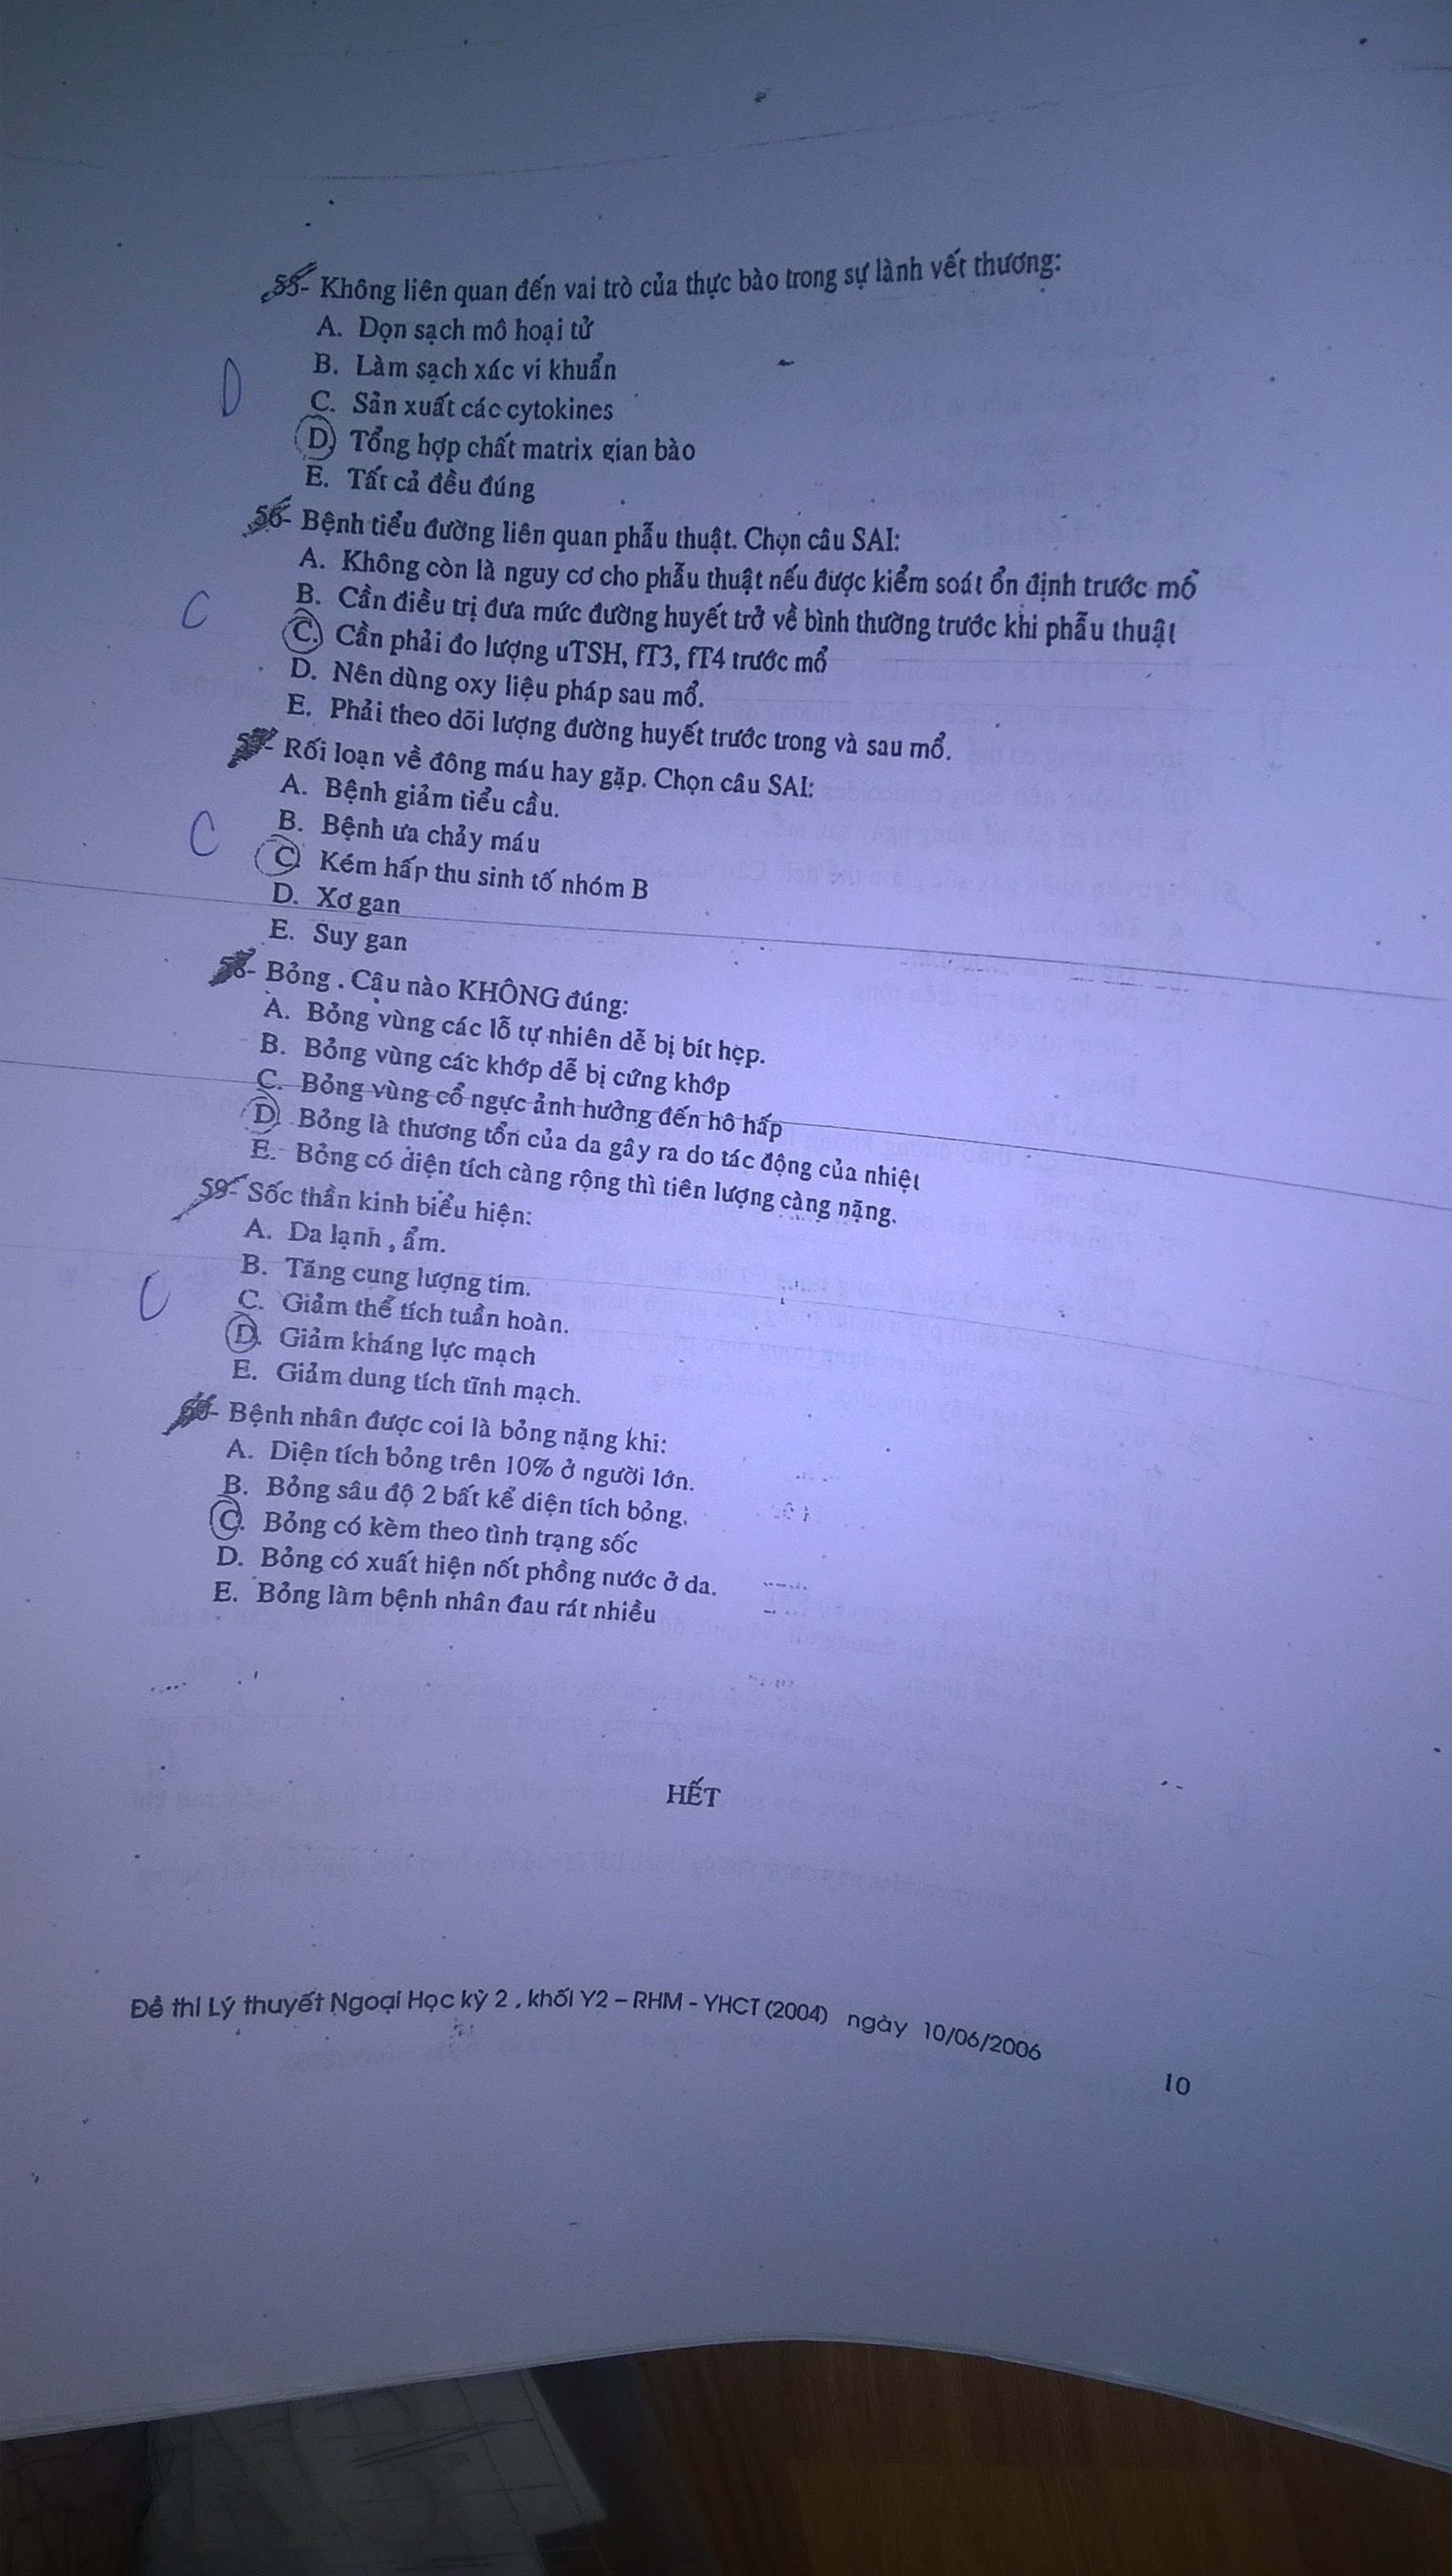 55- Không liên quan đến vai trò của thực bào trong sự lành vết thương:
A. Dọn sạch mô hoại tử
B. Làm sạch xác vi khuẩn
D
C. Sản xuất các cytokines
D. Tổng hợp chất matrix gian bào
E. Tất cả đều đúng
56- Bệnh tiểu đường liên quan phẫu thuật. Chọn câu SAI:
A. Không còn là nguy cơ cho phẫu thuật nếu được kiểm soát ổn định trước mổ
B. Cần điều trị đưa mức đường huyết trở về bình thường trước khi phẫu thuật
C
C. Cần phải đo lượng uTSH, fT3, fT4 trước mổ
D. Nên dùng oxy liệu pháp sau mổ.
E. Phải theo dõi lượng đường huyết trước trong và sau mổ.
57- Rối loạn về đông máu hay gặp. Chọn câu SAI:
A. Bệnh giảm tiểu cầu.
B. Bệnh ưa chảy máu
C
C. Kém hấp thu sinh tố nhóm B
D. Xơ gan
E. Suy gan
58- Bỏng . Câu nào KHÔNG đúng:
A. Bỏng vùng các lỗ tự nhiên dễ bị bít hẹp.
B. Bỏng vùng các khớp dễ bị cứng khớp
C. Bỏng vùng cổ ngực ảnh hưởng đến hô hấp
D. Bỏng là thương tổn của da gây ra do tác động của nhiệt
E. Bỏng có diện tích càng rộng thì tiên lượng càng nặng.
59- Sốc thần kinh biểu hiện:
A. Da lạnh , ẩm.
B. Tăng cung lượng tim.
C
C. Giảm thể tích tuần hoàn.
D. Giảm kháng lực mạch
E. Giảm dung tích tĩnh mạch.
60- Bệnh nhân được coi là bỏng nặng khi:
A. Diện tích bỏng trên 10% ở người lớn.
B. Bỏng sâu độ 2 bất kể diện tích bỏng.
C. Bỏng có kèm theo tình trạng sốc
D. Bỏng có xuất hiện nốt phồng nước ở da.
E. Bỏng làm bệnh nhân đau rát nhiều
HẾT
Đề thi Lý thuyết Ngoại Học kỳ 2 , khối Y2 – RHM - YHCT (2004) ngày 10/06/2006
10